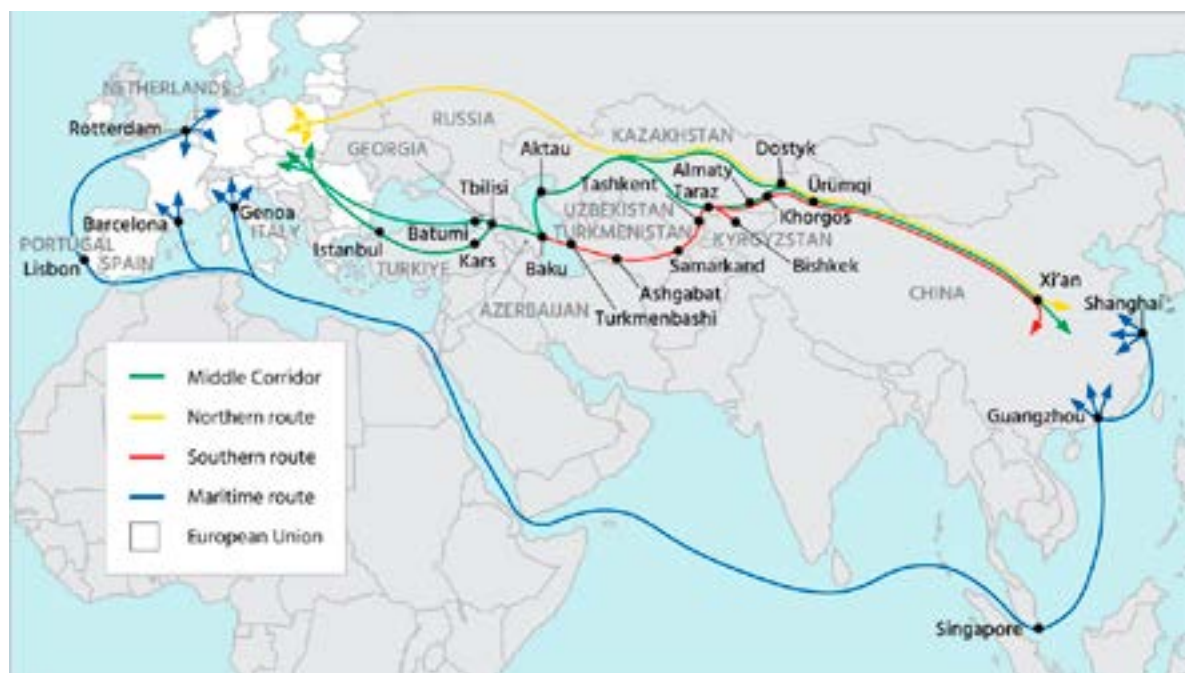 NETHERLANDS
Rotterdam
RUSSIA
KAZAKHSTAN
GEORGIA
Aktau
Dostyk
Almaty
Tbilisi
Tashkent
Taraz
Ürümqi
Barcelona
Genoa
ITALY
Batumi
UZBEKISTAN
Khorgos
PORTUGAL
SPAIN
Lisbon
Istanbul
TURKMENISTAN
KYRGYZSTAN
TURKIYE
Kars
Baku
Samarkand
Bishkek
Xi'an
CHINA
Shanghai
AZERBAIJAN
Ashgabat
Turkmenbashi
Middle Corridor
Northern route
Southern route
Maritime route
European Union
Guangzhou
Singapore